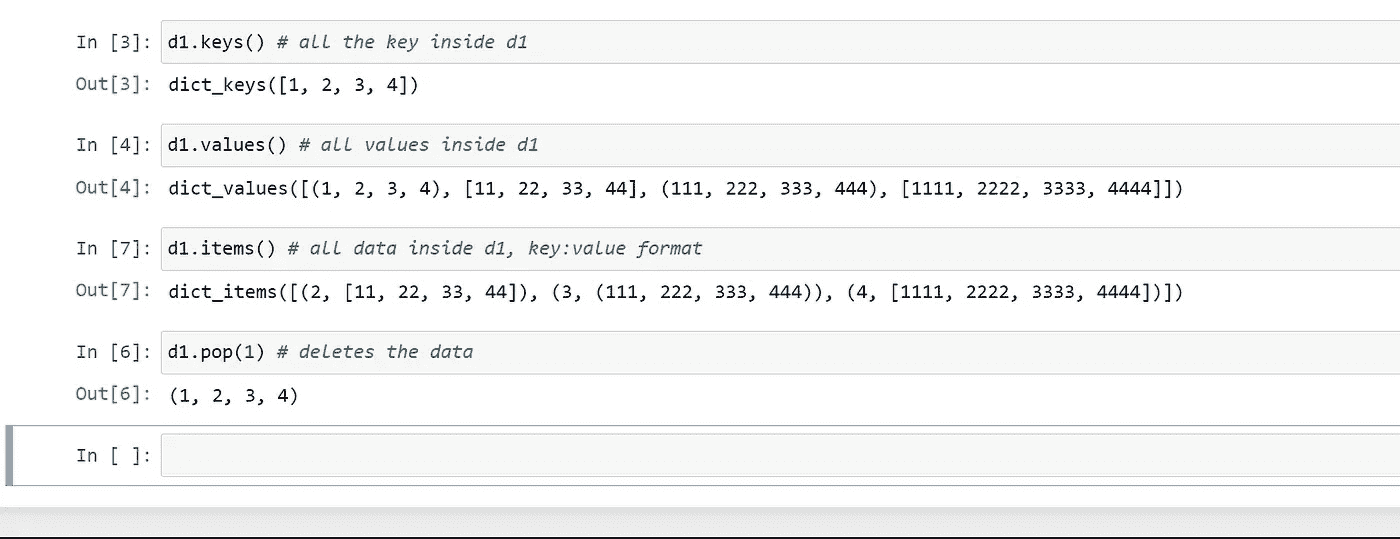 In [3]: d1.keys() # all the key inside d1
Out[3]: dict_keys([1, 2, 3, 4])
In [4]: d1.values() # all values inside d1
Out[4]: dict_values([(1, 2, 3, 4), [11, 22, 33, 44], (111, 222, 333, 444), [1111, 2222, 3333, 4444]])
In [7]: d1.items() # all data inside d1, key:value format
Out[7]: dict_items([(2, [11, 22, 33, 44]), (3, (111, 222, 333, 444)), (4, [1111, 2222, 3333, 4444])])
In [6]: d1.pop(1) # deletes the data
Out[6]: (1, 2, 3, 4)
In [ ]: